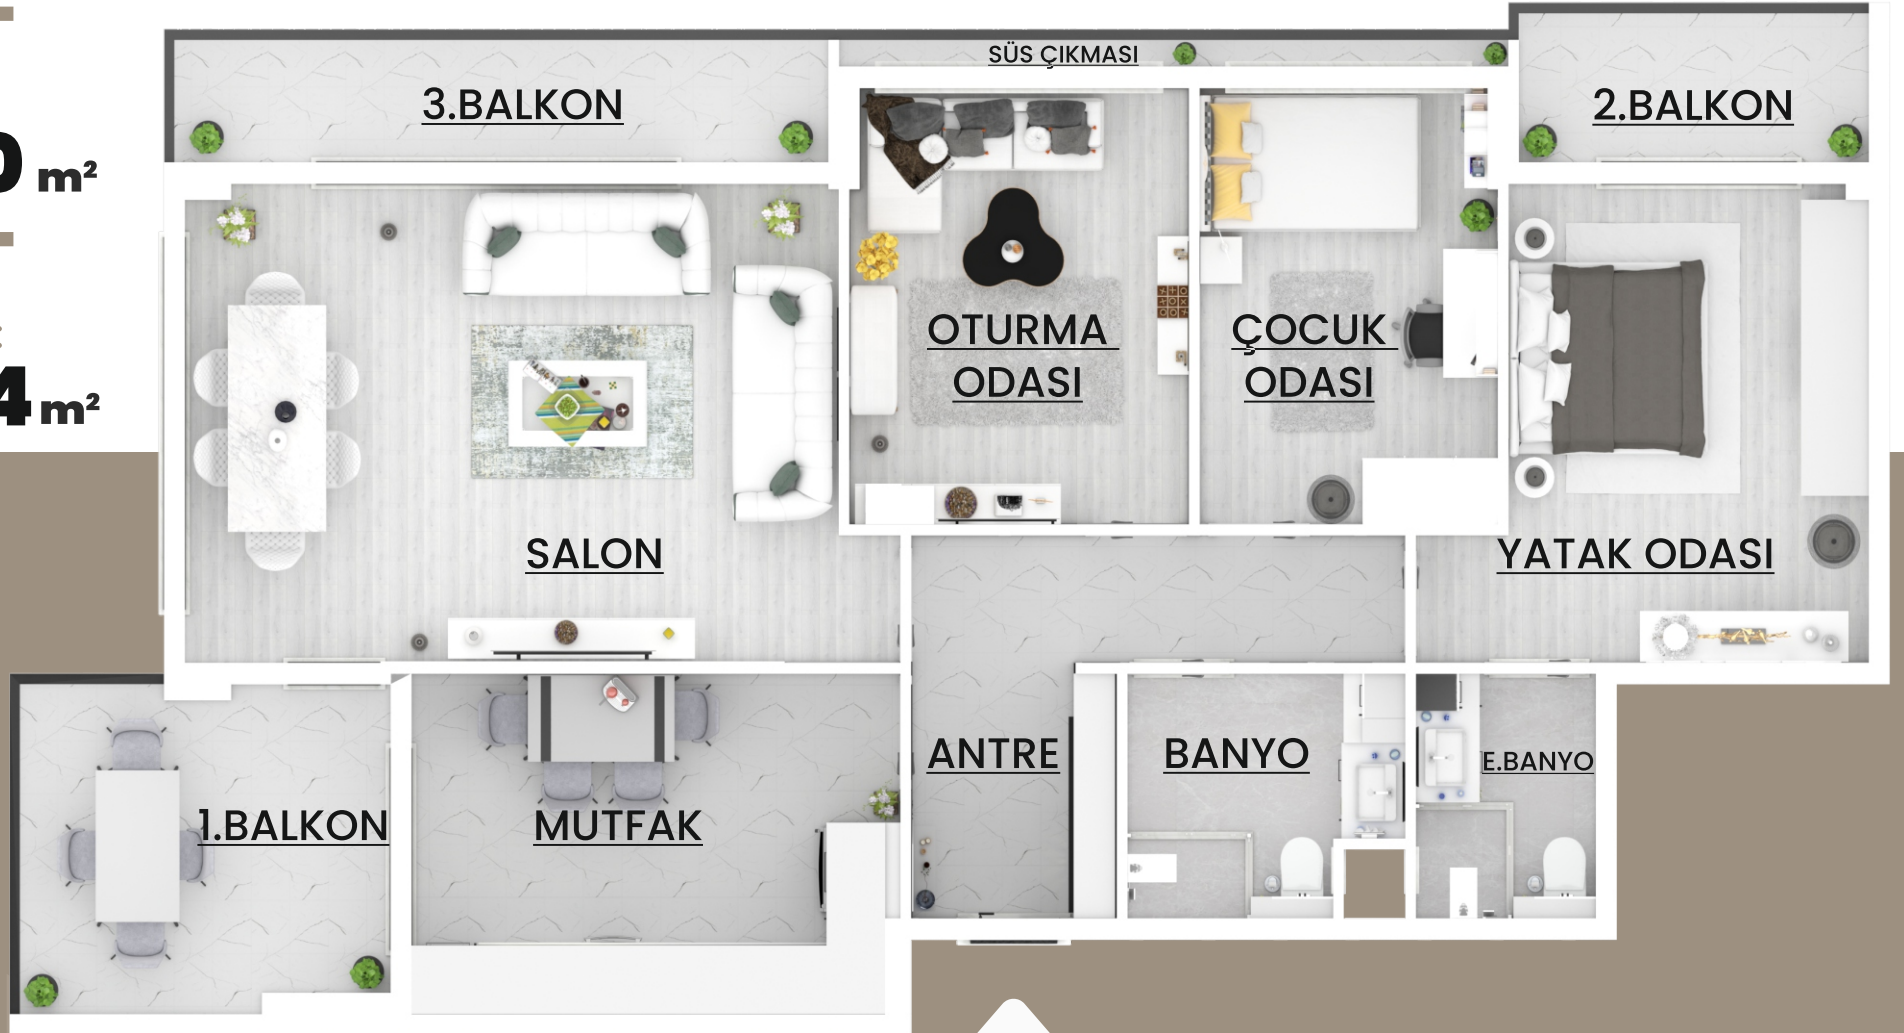 SÜS ÇIKMASI
3.BALKON
2.BALKON
m²
OTURMA
ODASI
ÇOCUK
ODASI
4 m²
SALON
YATAK ODASI
ANTRE
BANYO
E.BANYO
1.BALKON
MUTFAK